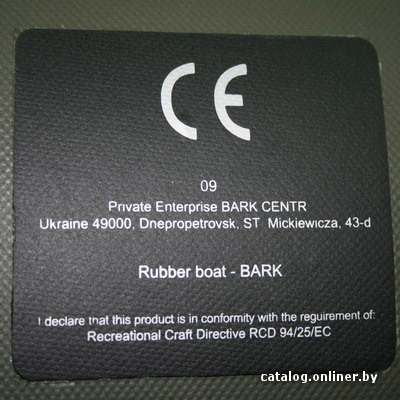 CE
09
Private Enterprise BARK CENTR
Ukraine 49000, Dnepropetrovsk, ST Mickiewicza, 43-d
Rubber boat - BARK
I declare that this product is in conformity with the reguirement of:
Recreational Craft Directive RCD 94/25/EC
catalog.onliner.by